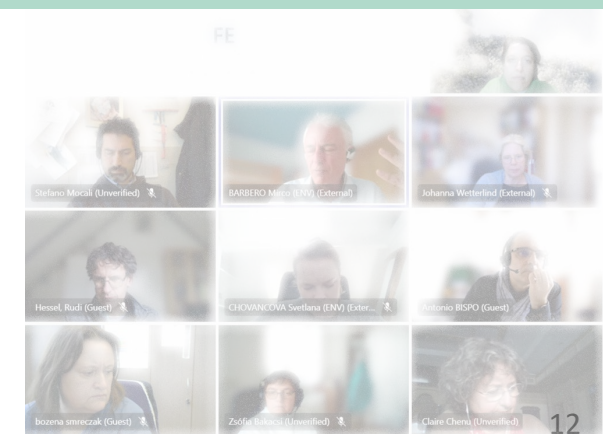 FE
Stefano Mocali (Unverified)
BARBERO Mirco (ENV) (External)
Johanna Wetterlind (External)
Hessel, Rudi (Guest)
CHOVANCOVA Svetlana (ENV) (Exter...
Antonio BISPO (Guest)
bozena smreczak (Guest)
Zsófia Bakacsi (Unverified)
Claire Chenu (Unverified)
12